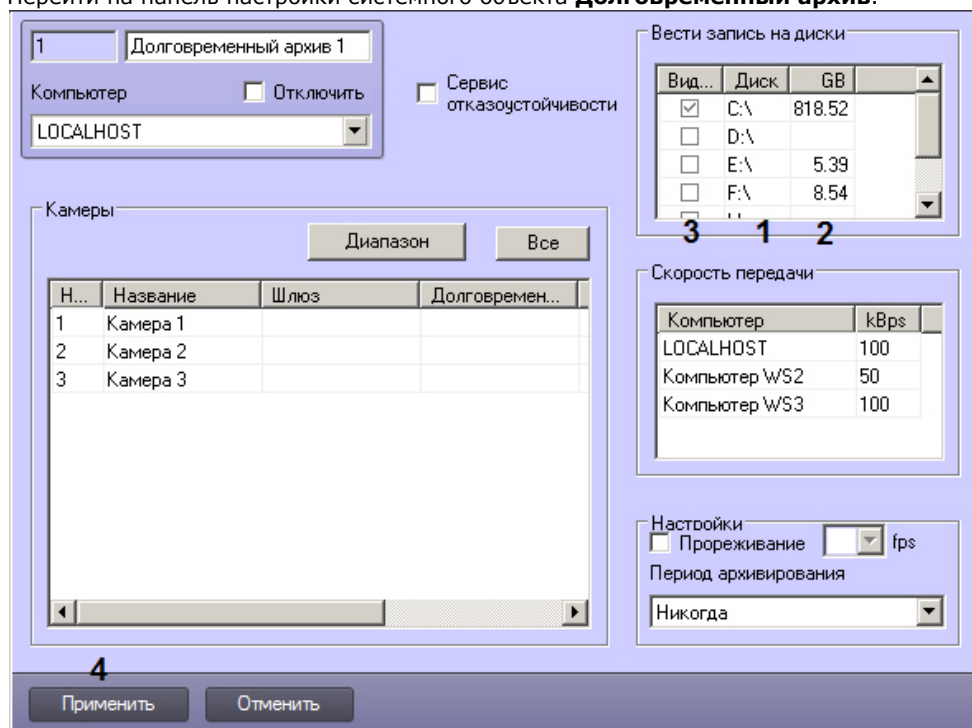 Перейти на панель настройки системного объекта Долговременный архив.
1 Долговременный архив 1
Компьютер Отключить
LOCALHOST
Сервис
отказоустойчивости
Вести запись на диски
Вид... Диск GB
C:\ 818.52
D:\
E:\ 5.39
F:\ 8.54
3 1 2
Камеры
Диапазон Все
Н... Название Шлюз Долговремен...
1 Камера 1
2 Камера 2
3 Камера 3
Скорость передачи
Компьютер kBps
LOCALHOST 100
Компьютер WS2 50
Компьютер WS3 100
Настройки
Прореживание fps
Период архивирования
Никогда
4
Применить Отменить